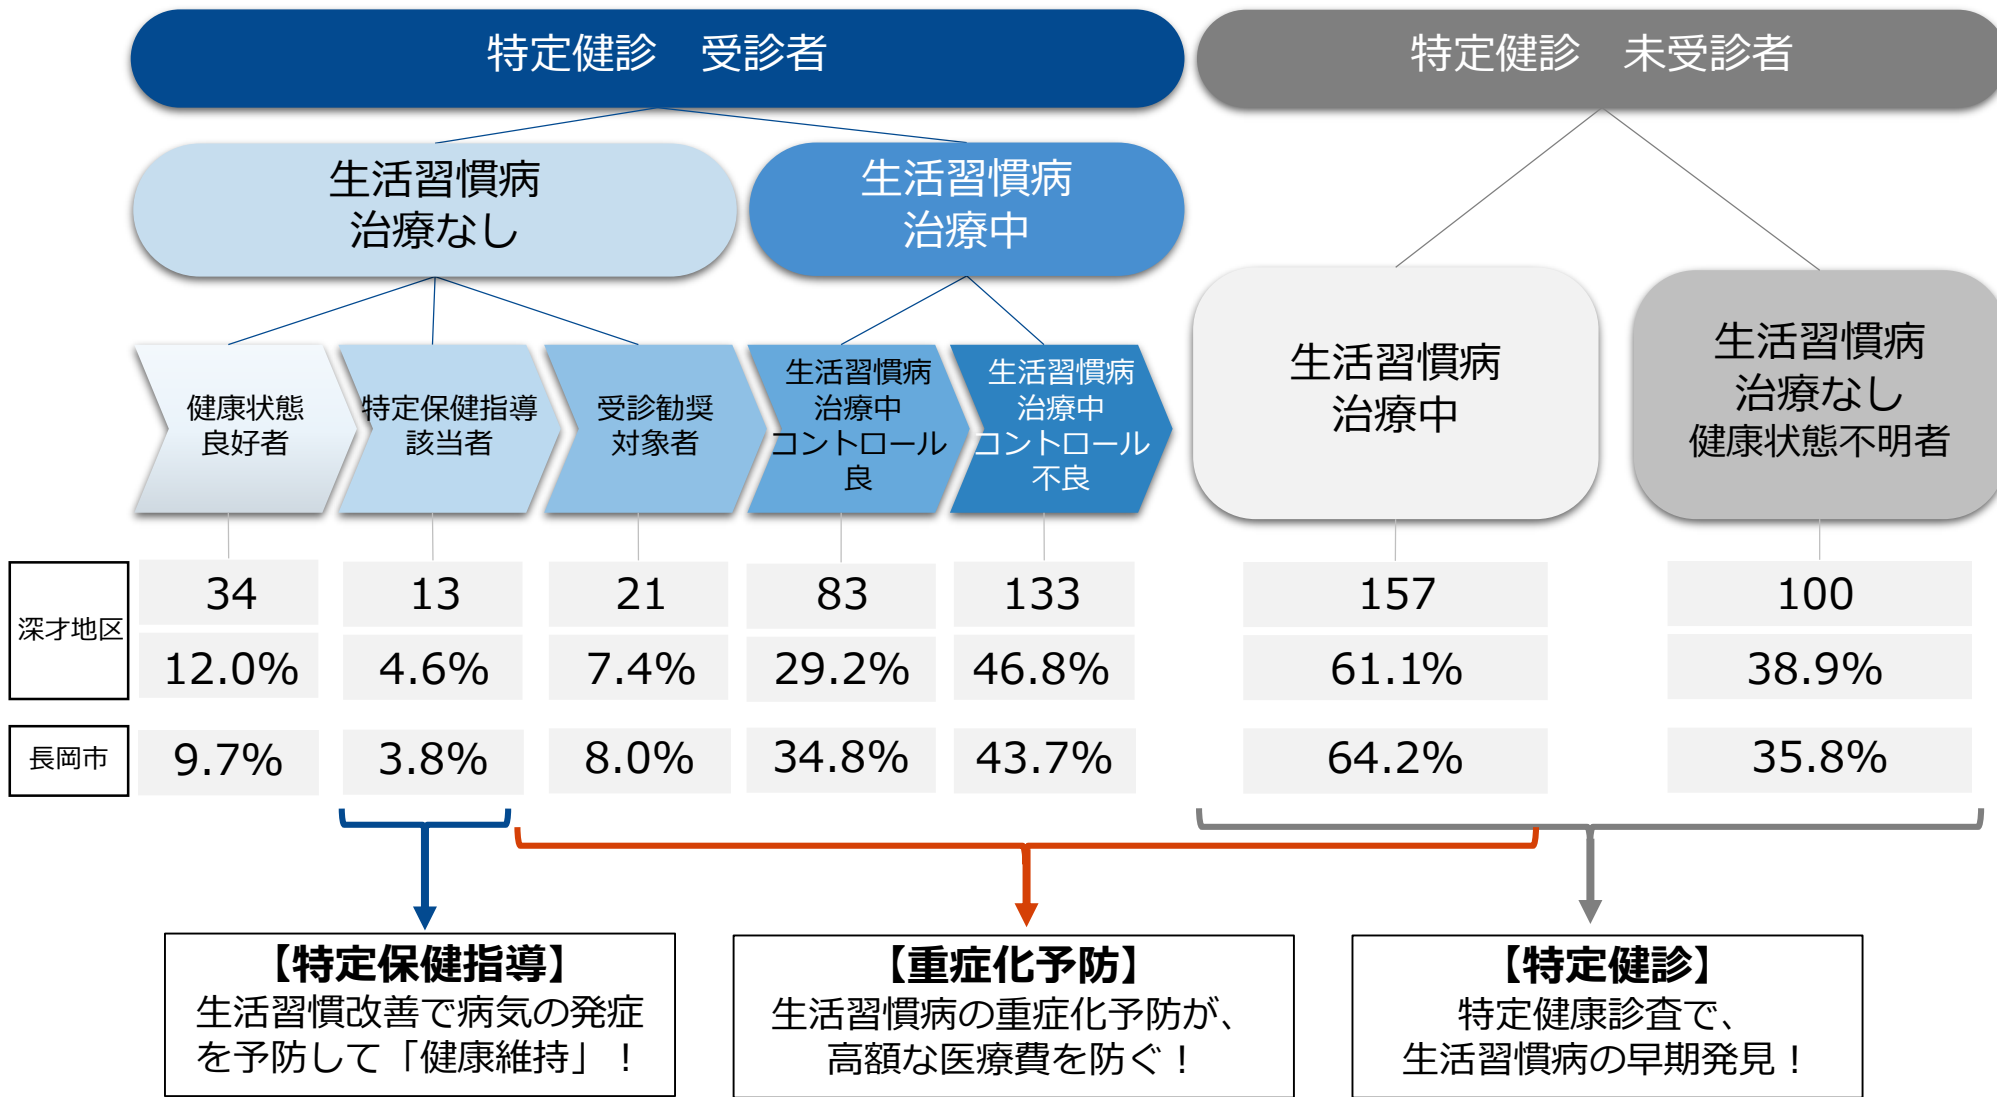 特定健診　受診者
特定健診　未受診者
生活習慣病
治療なし
生活習慣病
治療中
健康状態
良好者
特定保健指導
該当者
受診勧奨
対象者
生活習慣病
治療中
コントロール
良
生活習慣病
治療中
コントロール
不良
生活習慣病
治療中
生活習慣病
治療なし
健康状態不明者
深才地区
34
13
21
83
133
157
100
12.0%
4.6%
7.4%
29.2%
46.8%
61.1%
38.9%
長岡市
9.7%
3.8%
8.0%
34.8%
43.7%
64.2%
35.8%
【特定保健指導】
生活習慣改善で病気の発症
を予防して「健康維持」！
【重症化予防】
生活習慣病の重症化予防が、
高額な医療費を防ぐ！
【特定健診】
特定健康診査で、
生活習慣病の早期発見！